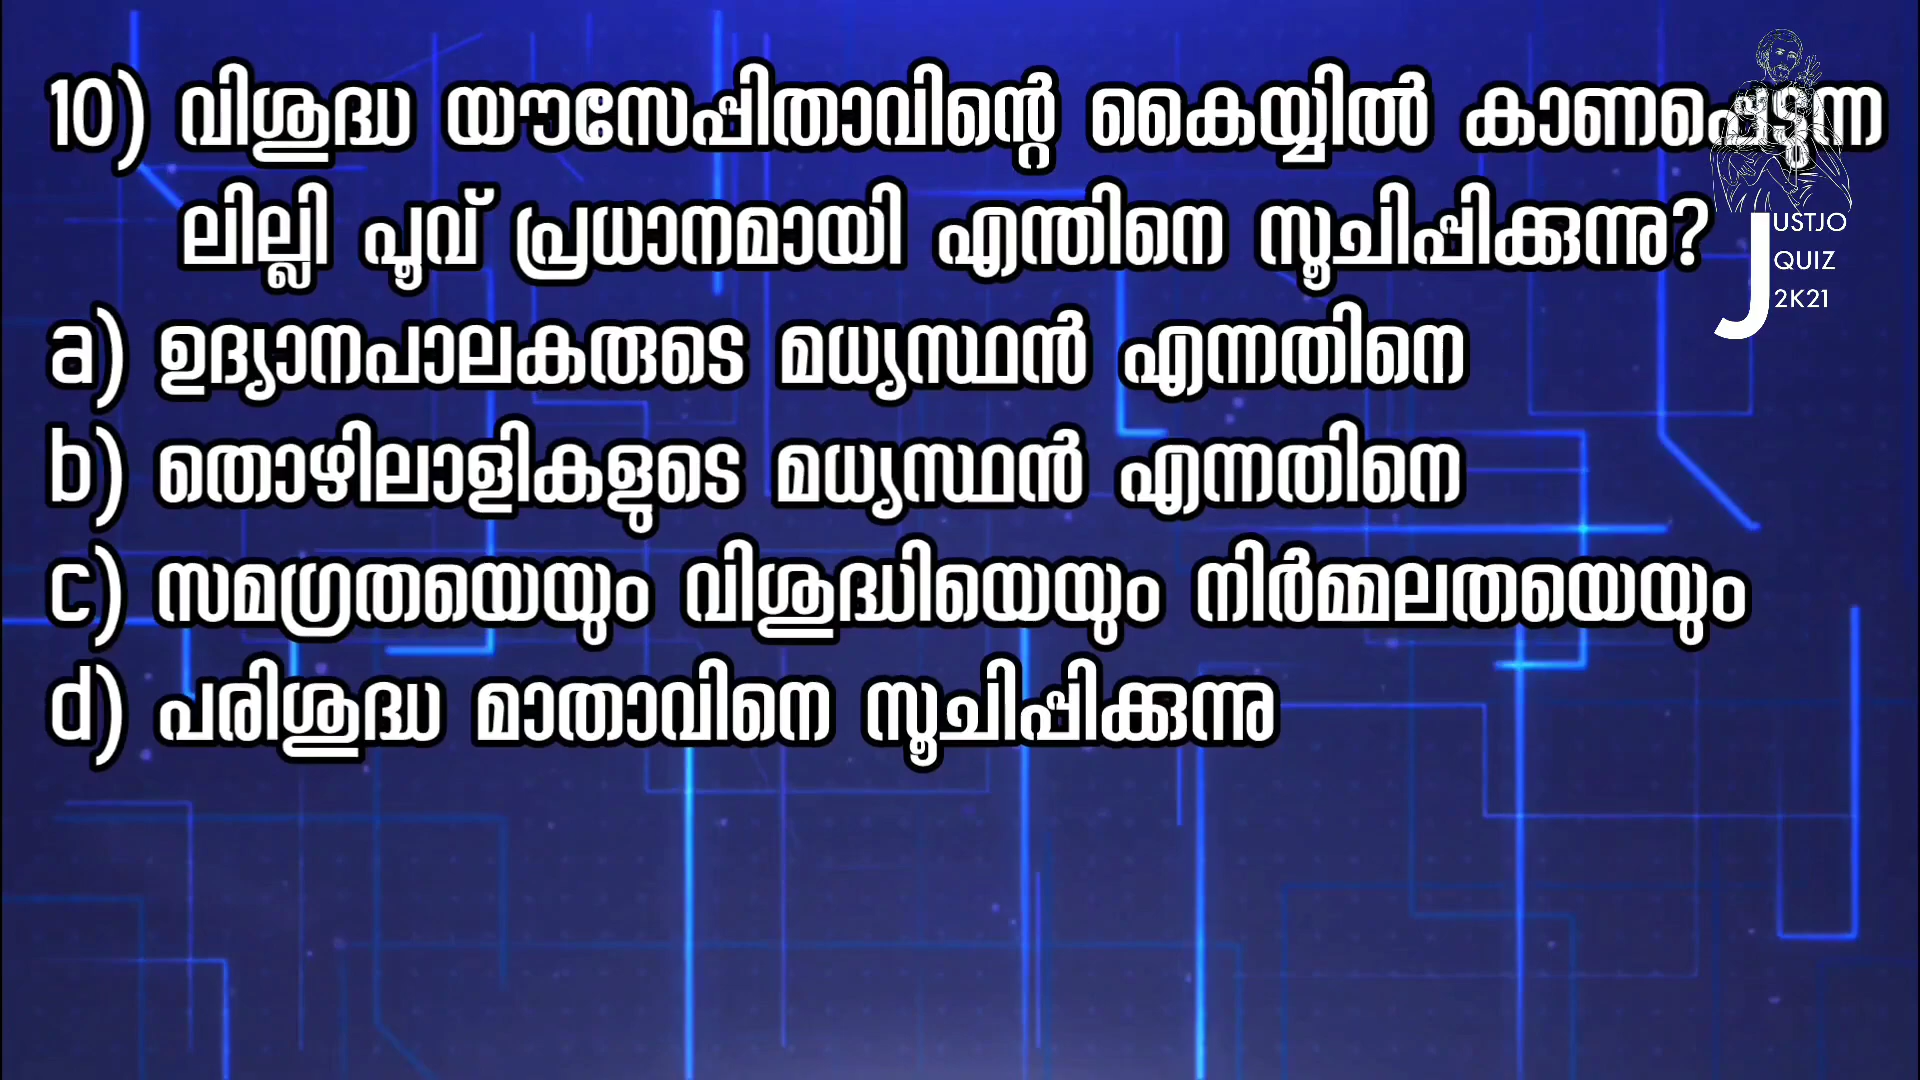 10) വിശുദ്ധ യൗസേപ്പിതാവിന്റെ കൈയ്യിൽ കാണപ്പെടുന്ന
ലില്ലി പൂവ് പ്രധാനമായി എന്തിനെ സൂചിപ്പിക്കുന്നു?
a) ഉദ്യാനപാലകരുടെ മധ്യസ്ഥൻ എന്നതിനെ
b) തൊഴിലാളികളുടെ മധ്യസ്ഥൻ എന്നതിനെ
c) സമഗ്രതയെയും വിശുദ്ധിയെയും നിർമ്മലതയെയും
d) പരിശുദ്ധ മാതാവിനെ സൂചിപ്പിക്കുന്നു
JUSTJO
QUIZ
2K21